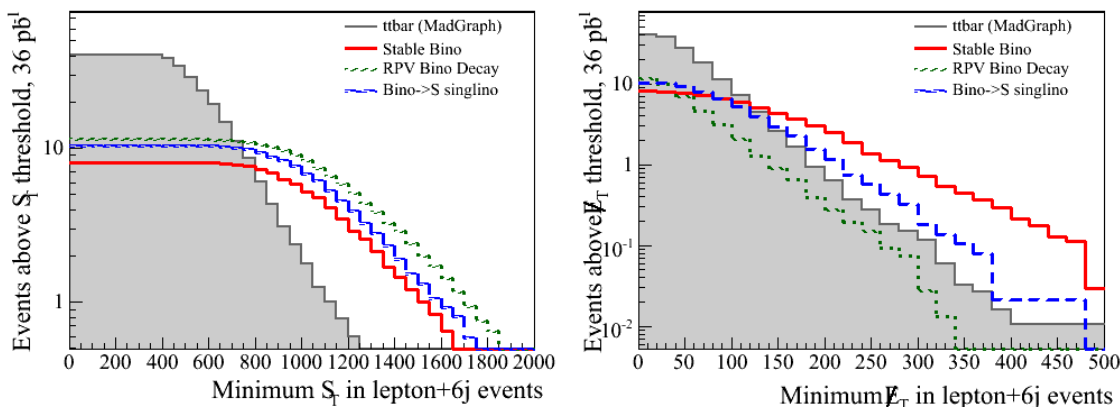 Events above S_T threshold, 36 pb⁻¹
10
1
ttbar (MadGraph)
Stable Bino
RPV Bino Decay
Bino->S singlino
0 200 400 600 800 1000 1200 1400 1600 1800 2000
Minimum S_T in lepton+6j events
Events above E̸_T threshold, 36 pb⁻¹
10
1
10⁻¹
10⁻²
ttbar (MadGraph)
Stable Bino
RPV Bino Decay
Bino->S singlino
0 50 100 150 200 250 300 350 400 450 500
Minimum E̸_T in lepton+6j events